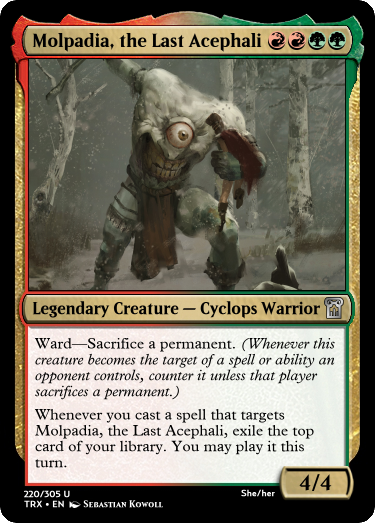 Molpadia, the Last Acephali
Legendary Creature — Cyclops Warrior
Ward—Sacrifice a permanent. (Whenever this
creature becomes the target of a spell or ability an
opponent controls, counter it unless that player
sacrifices a permanent.)
Whenever you cast a spell that targets
Molpadia, the Last Acephali, exile the top
card of your library. You may play it this
turn.
4/4
220/305 U
She/her
TRX • EN Sebastian Kowoll